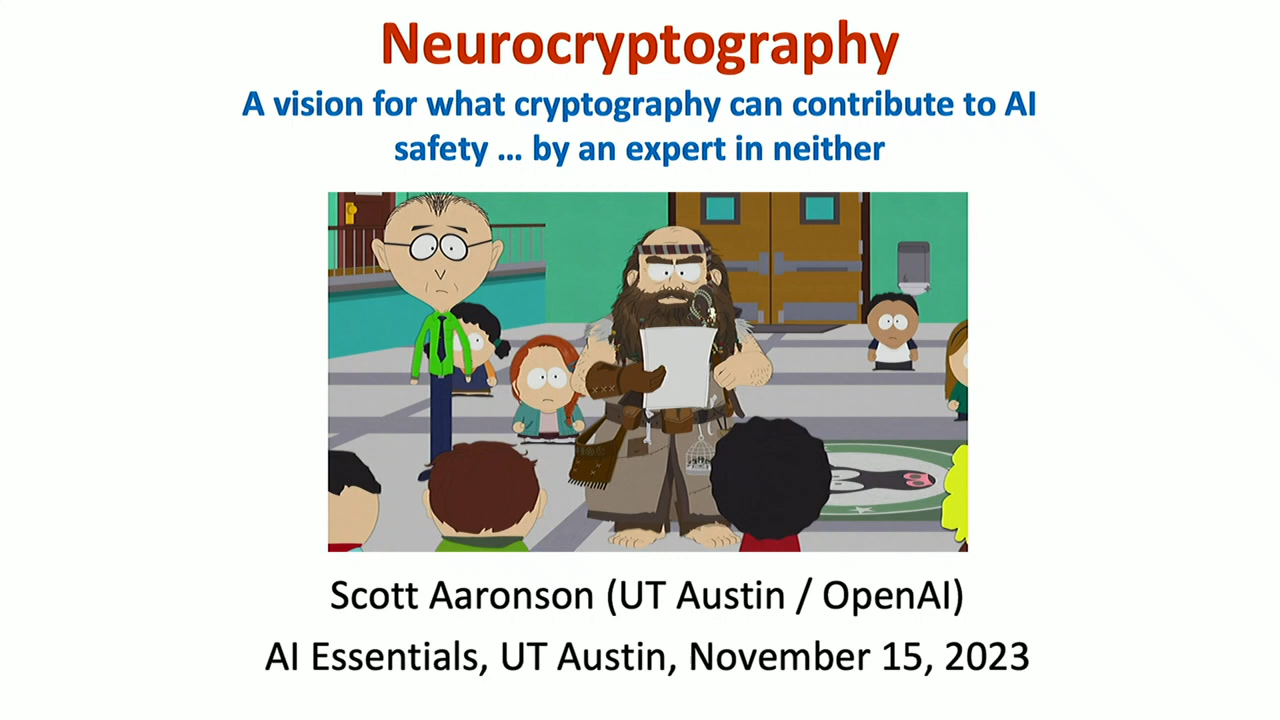 Neurocryptography
A vision for what cryptography can contribute to AI
safety ... by an expert in neither
Scott Aaronson (UT Austin / OpenAI)
AI Essentials, UT Austin, November 15, 2023